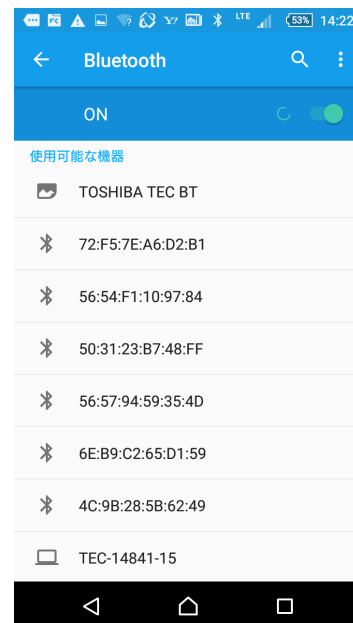 LTE 53% 14:22
Bluetooth
ON
使用可能な機器
TOSHIBA TEC BT
72:F5:7E:A6:D2:B1
56:54:F1:10:97:84
50:31:23:B7:48:FF
56:57:94:59:35:4D
6E:B9:C2:65:D1:59
4C:9B:28:5B:62:49
TEC-14841-15